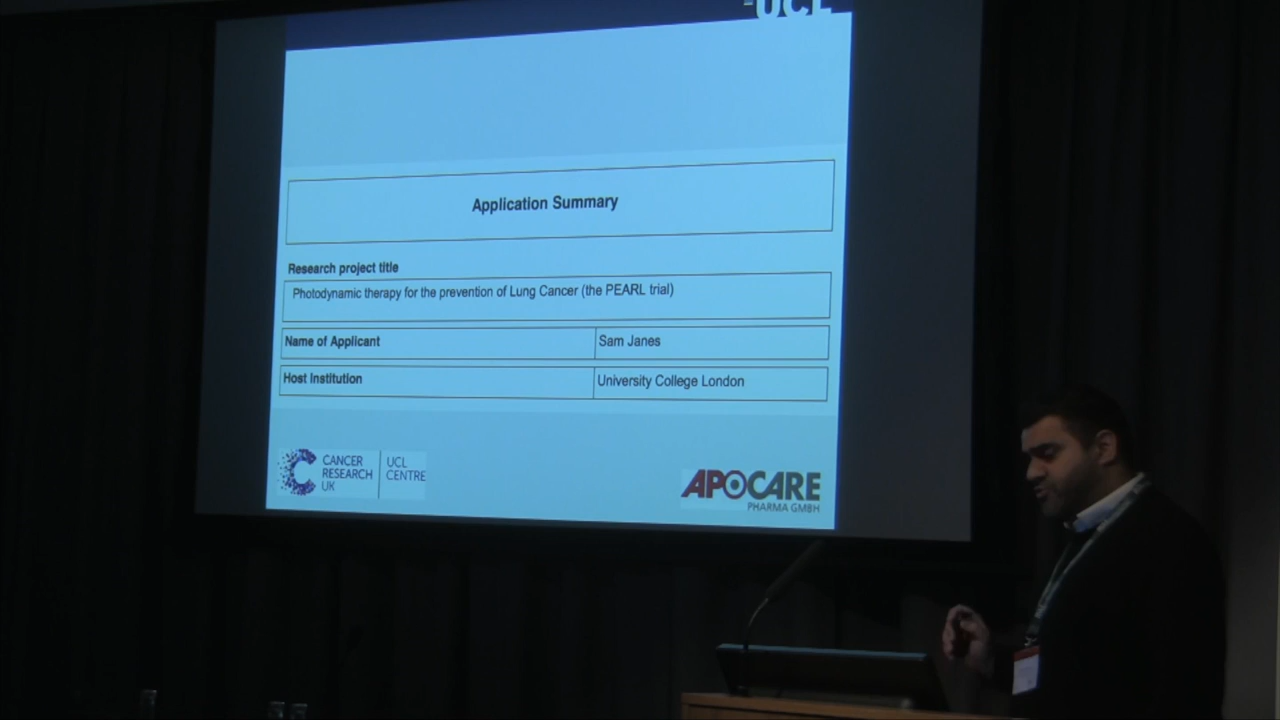 UCL
Application Summary
Research project title
Photodynamic therapy for the prevention of Lung Cancer (the PEARL trial)
Name of Applicant
Sam Janes
Host Institution
University College London
CANCER
RESEARCH
UK
UCL
CENTRE
APOCARE
PHARMA GMBH